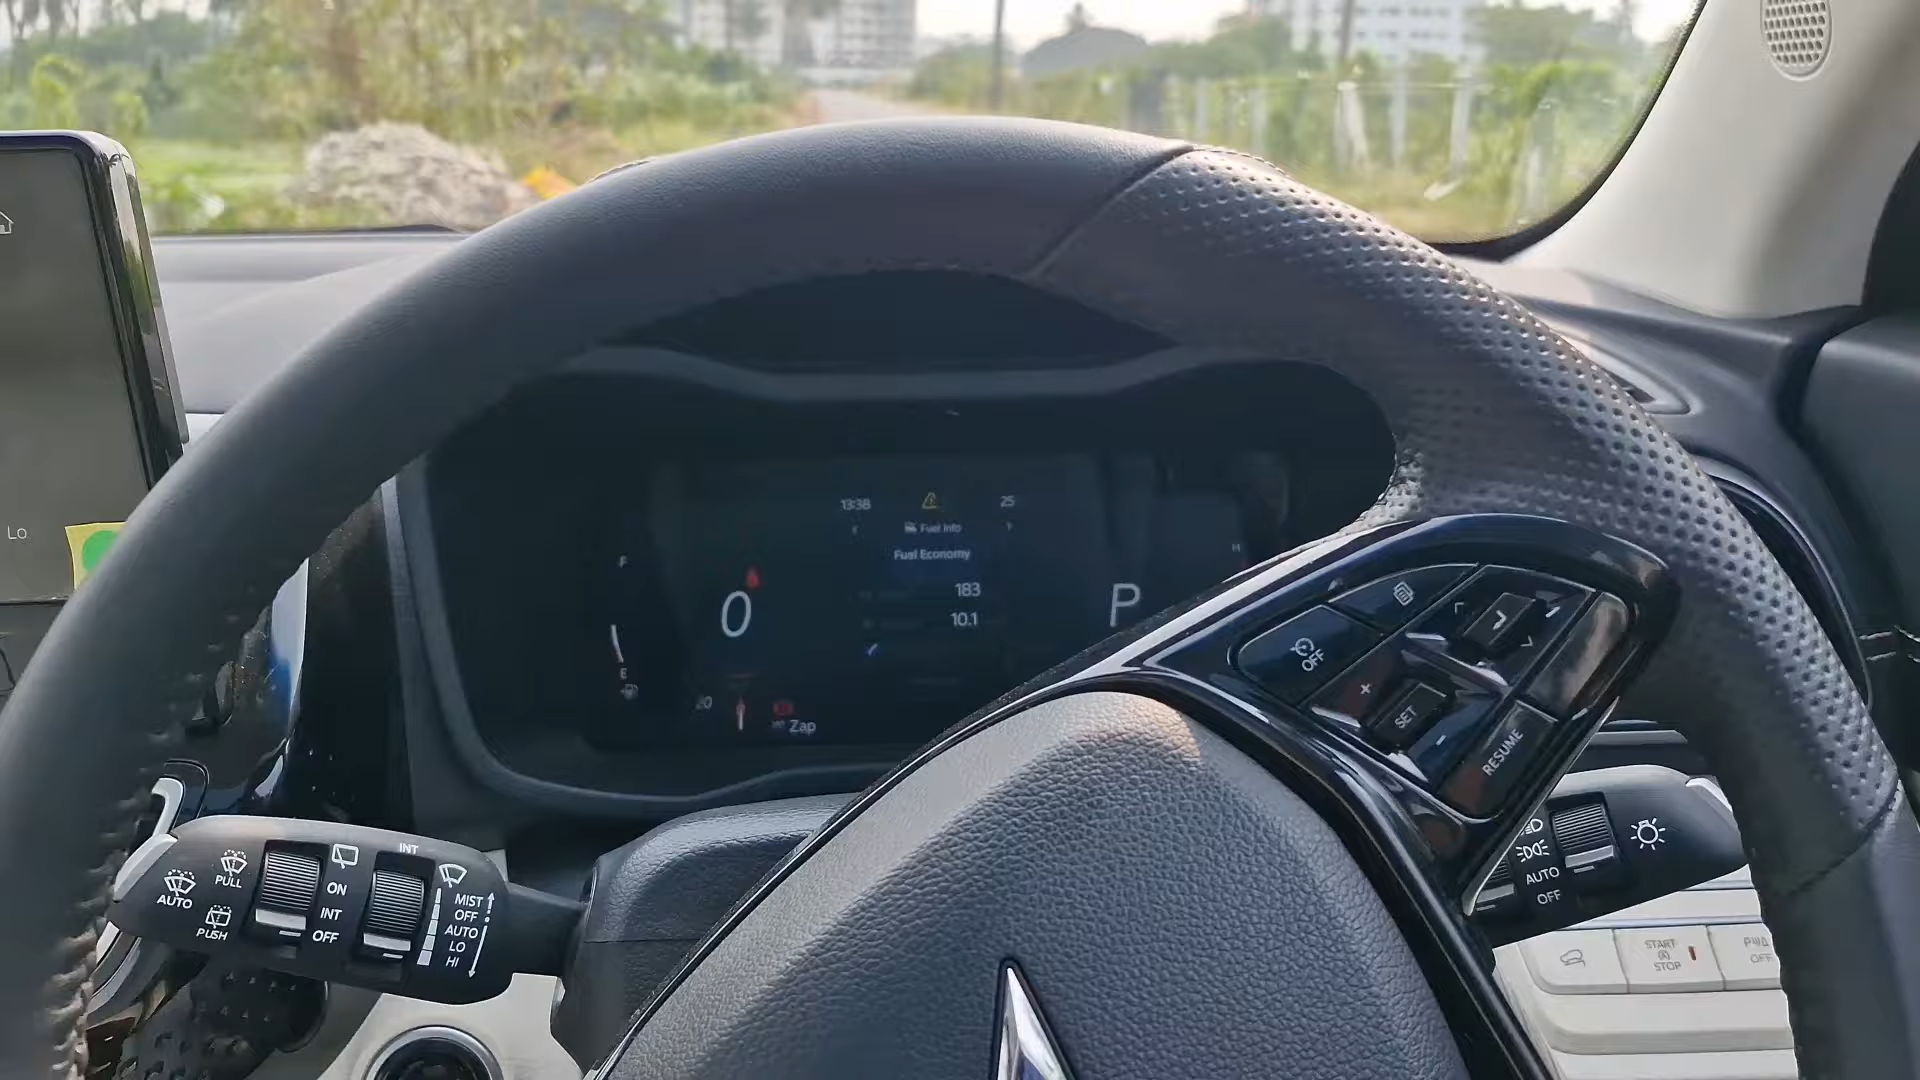 Lo
13:38
25
Fuel Info
Fuel Economy
183
10.1
F
E
H
0
P
20
Zap
OFF
+
SET
-
RESUME
PULL
AUTO
PUSH
ON
INT
OFF
INT
MIST
OFF
AUTO
LO
HI
AUTO
OFF
START
(A)
STOP
OFF